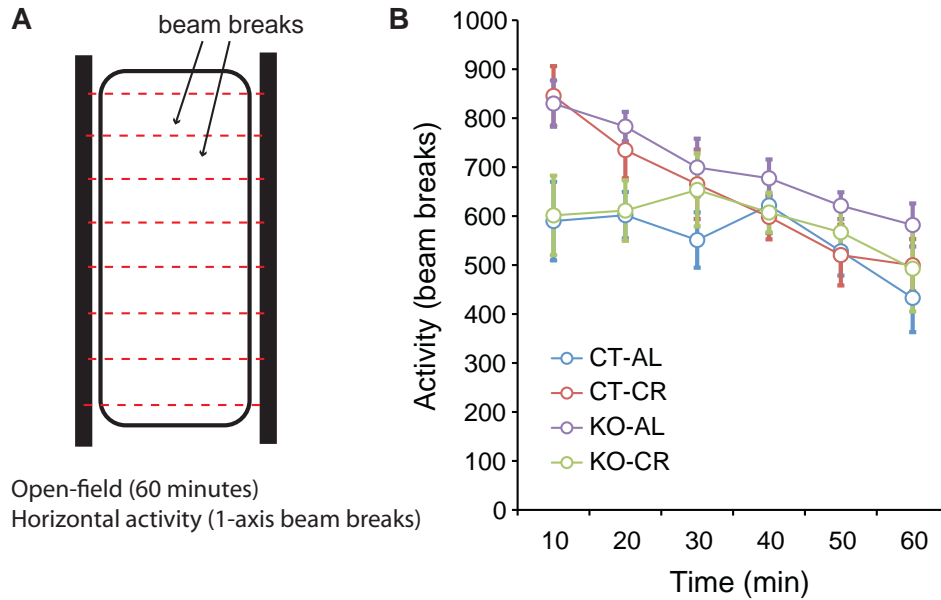 A
beam breaks
Open-field (60 minutes)
Horizontal activity (1-axis beam breaks)
B
Activity (beam breaks)
1000
900
800
700
600
500
400
300
200
100
0
CT-AL
CT-CR
KO-AL
KO-CR
10 20 30 40 50 60
Time (min)